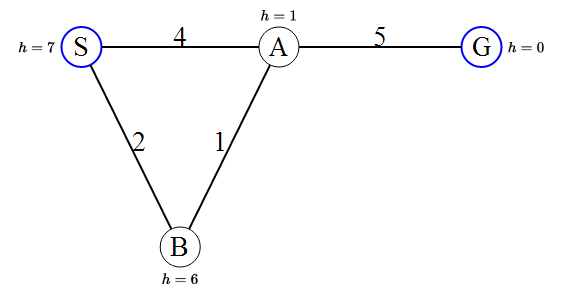 h = 1
h = 7 S 4 A 5 G h = 0
2 1
B
h = 6